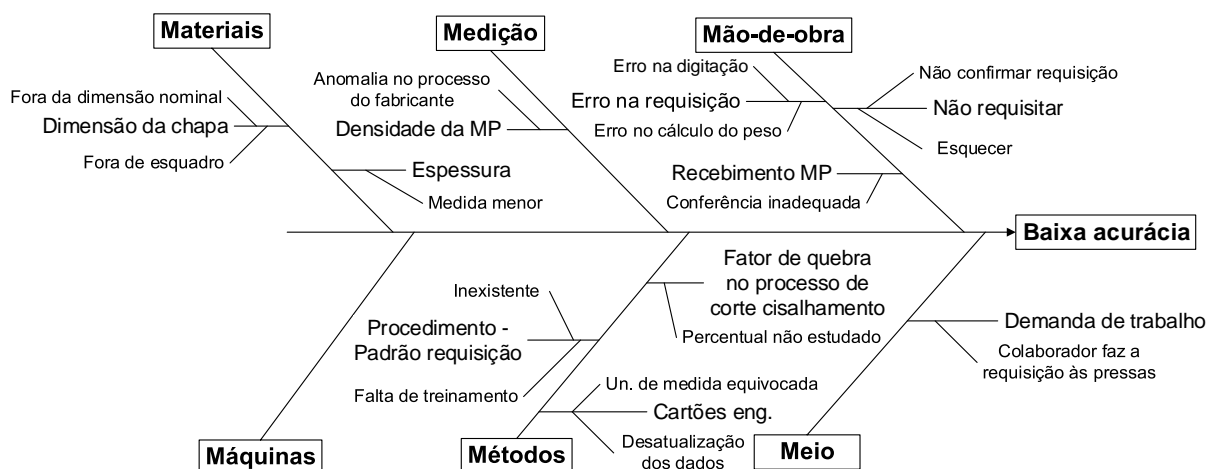 Materiais
Medição
Mão-de-obra
Fora da dimensão nominal
Dimensão da chapa
Fora de esquadro
Espessura
Medida menor
Anomalia no processo
do fabricante
Densidade da MP
Erro na digitação
Erro na requisição
Erro no cálculo do peso
Não confirmar requisição
Não requisitar
Esquecer
Recebimento MP
Conferência inadequada
Baixa acurácia
Fator de quebra
no processo de
corte cisalhamento
Percentual não estudado
Inexistente
Procedimento -
Padrão requisição
Falta de treinamento
Un. de medida equivocada
Cartões eng.
Desatualização
dos dados
Demanda de trabalho
Colaborador faz a
requisição às pressas
Máquinas
Métodos
Meio